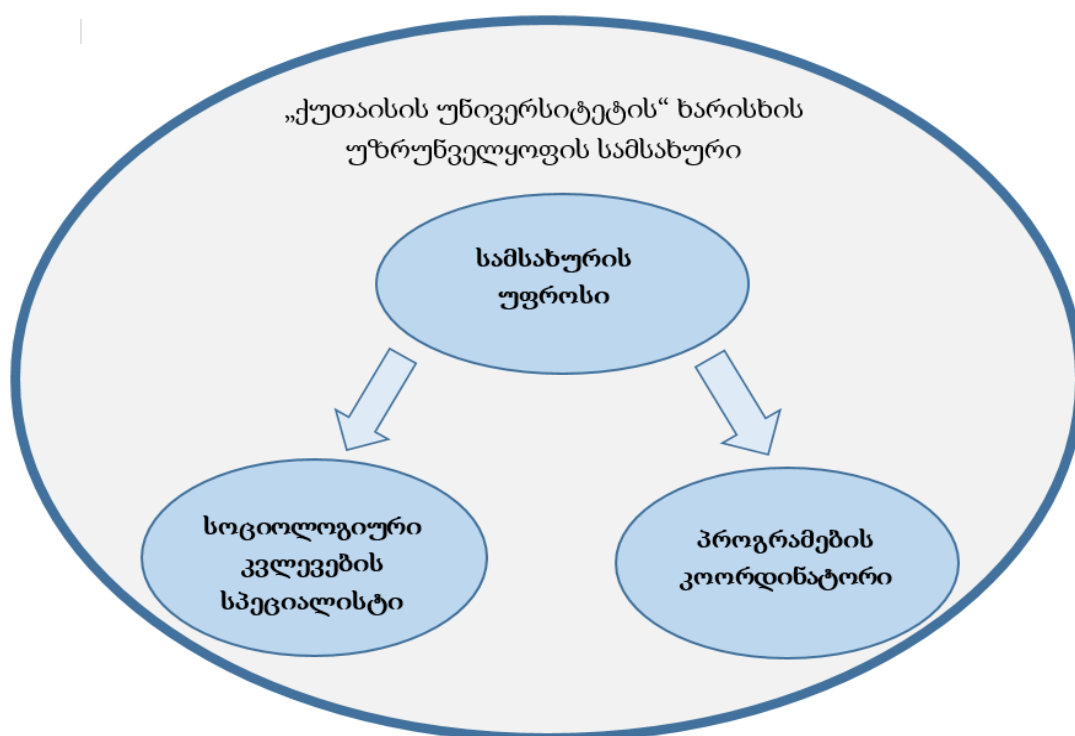 „ქუთაისის უნივერსიტეტის“ ხარისხის
უზრუნველყოფის სამსახური
სამსახურის
უფროსი
სოციოლოგიური
კვლევების
სპეციალისტი
პროგრამების
კოორდინატორი